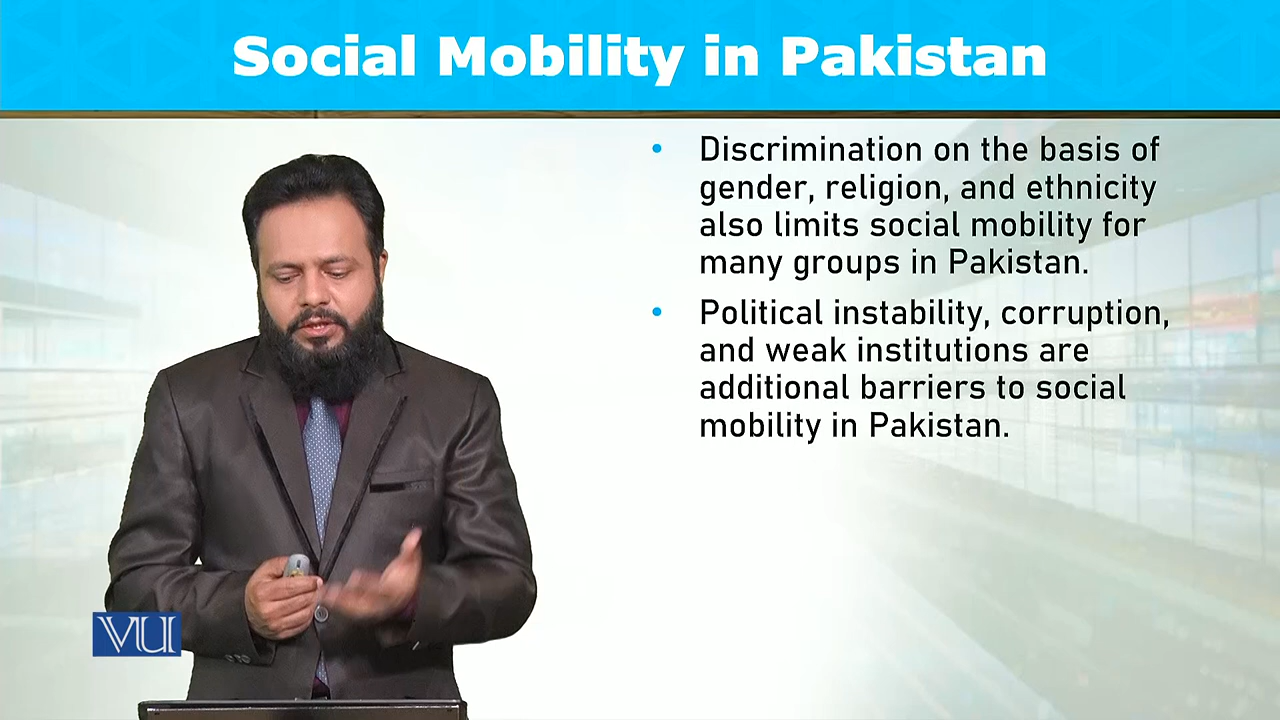 Social Mobility in Pakistan
• Discrimination on the basis of
gender, religion, and ethnicity
also limits social mobility for
many groups in Pakistan.
• Political instability, corruption,
and weak institutions are
additional barriers to social
mobility in Pakistan.
VU